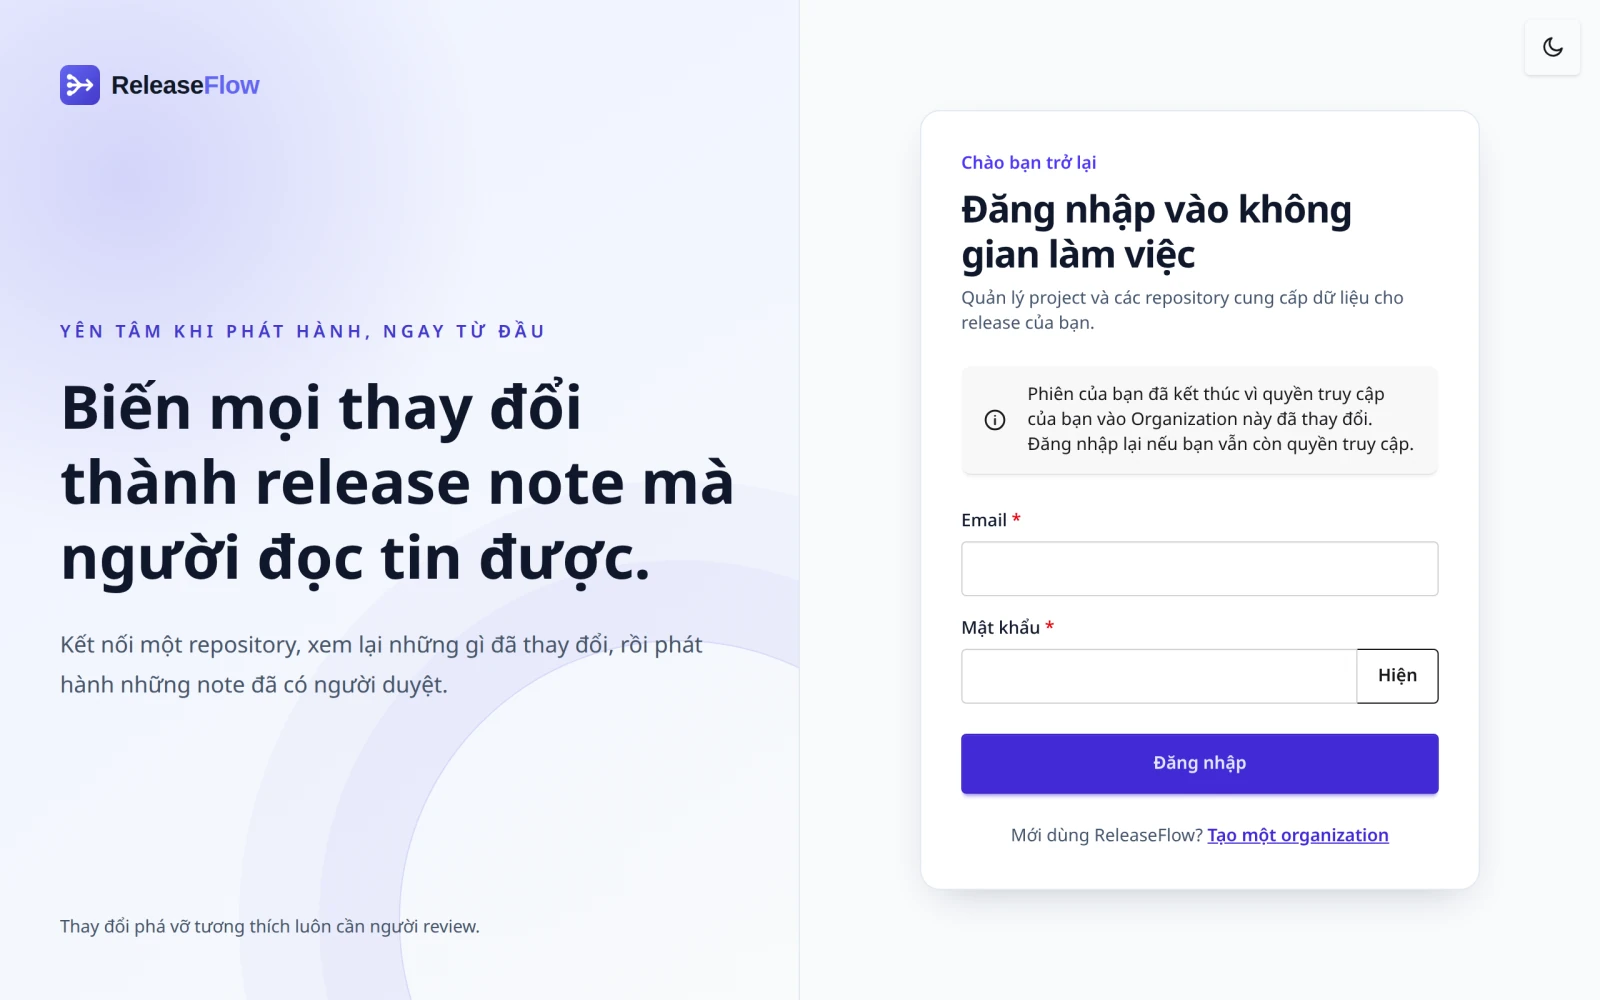 ReleaseFlow
YÊN TÂM KHI PHÁT HÀNH, NGAY TỪ ĐẦU
Biến mọi thay đổi
thành release note mà
người đọc tin được.
Kết nối một repository, xem lại những gì đã thay đổi, rồi phát
hành những note đã có người duyệt.
Thay đổi phá vỡ tương thích luôn cần người review.
Chào bạn trở lại
Đăng nhập vào không
gian làm việc
Quản lý project và các repository cung cấp dữ liệu cho
release của bạn.
Phiên của bạn đã kết thúc vì quyền truy cập
của bạn vào Organization này đã thay đổi.
Đăng nhập lại nếu bạn vẫn còn quyền truy cập.
Email *
Mật khẩu *
Hiện
Đăng nhập
Mới dùng ReleaseFlow? Tạo một organization